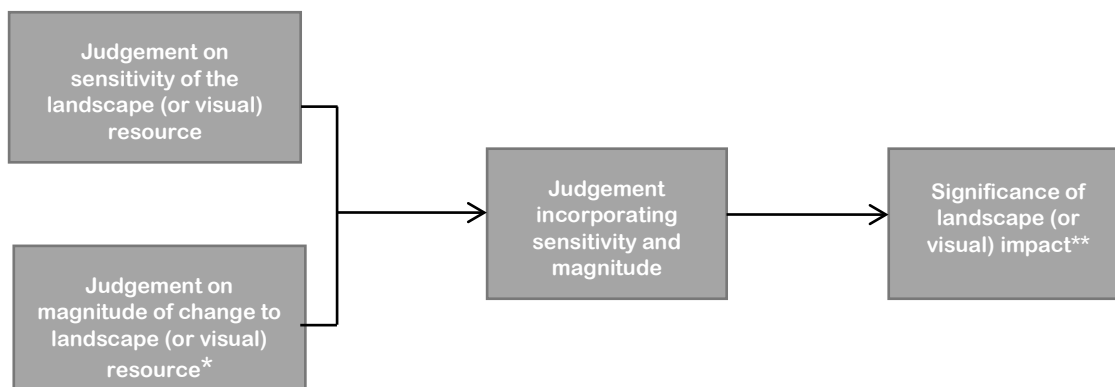 Judgement on
sensitivity of the
landscape (or visual)
resource
Judgement on
magnitude of change to
landscape (or visual)
resource*
Judgement
incorporating
sensitivity and
magnitude
Significance of
landscape (or
visual) impact**